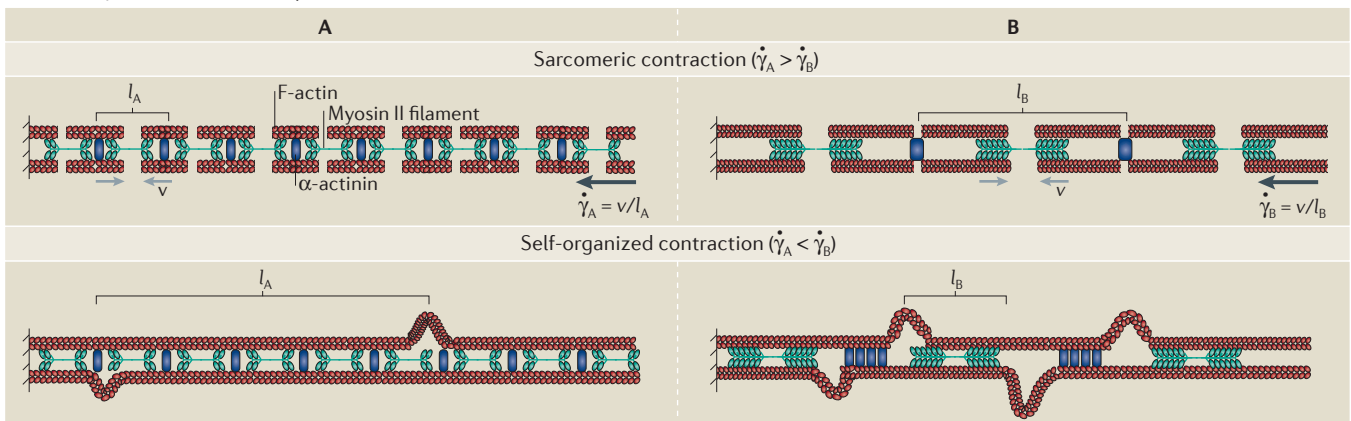 A
B
Sarcomeric contraction (γ̇A > γ̇B)
lA
F-actin
Myosin II filament
α-actinin
v
γ̇A = v/lA
lB
v
γ̇B = v/lB
Self-organized contraction (γ̇A < γ̇B)
lA
lB